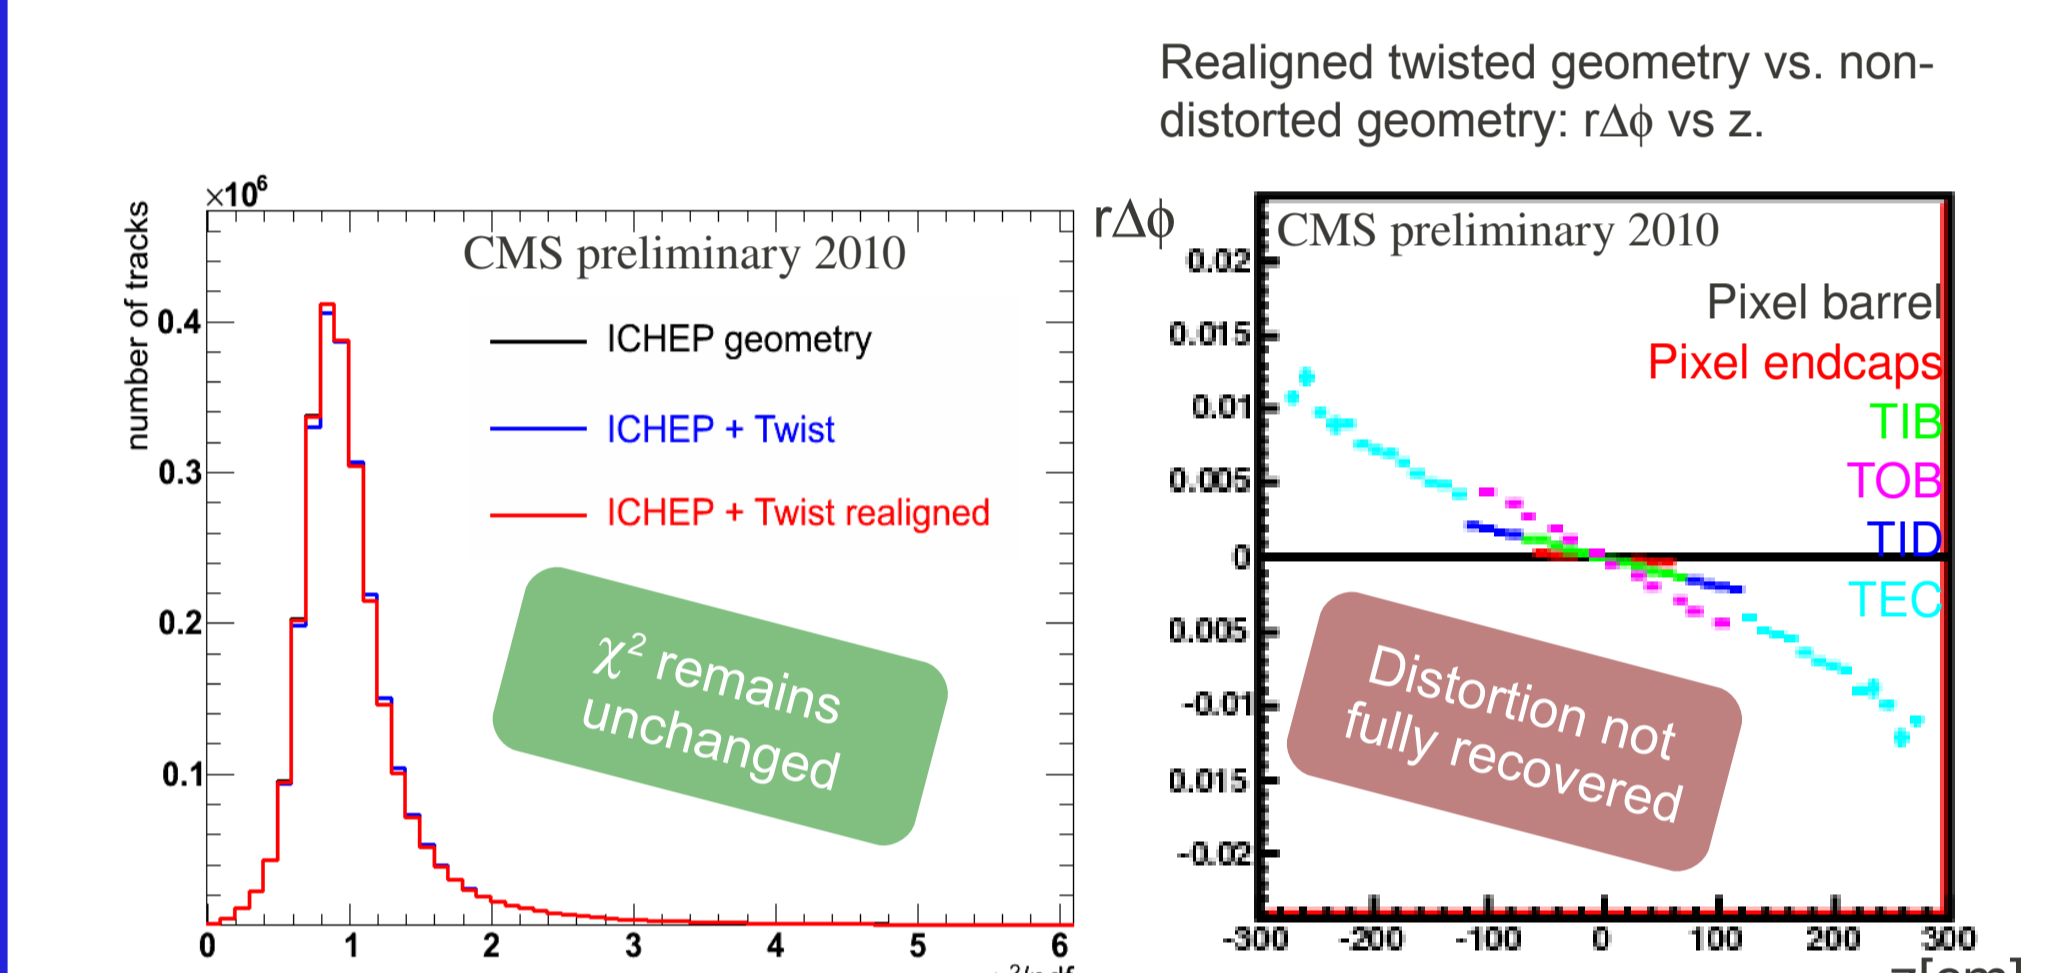 Realigned twisted geometry vs. non-
distorted geometry: rΔϕ vs z.
×10⁶
number of tracks
CMS preliminary 2010
ICHEP geometry
ICHEP + Twist
ICHEP + Twist realigned
χ² remains
unchanged
0.4
0.3
0.2
0.1
0 1 2 3 4 5 6
rΔϕ
CMS preliminary 2010
Pixel barrel
Pixel endcaps
TIB
TOB
TID
TEC
Distortion not
fully recovered
0.02
0.015
0.01
0.005
0
0.005
-0.01
0.015
-0.02
-300 -200 -100 0 100 200 300